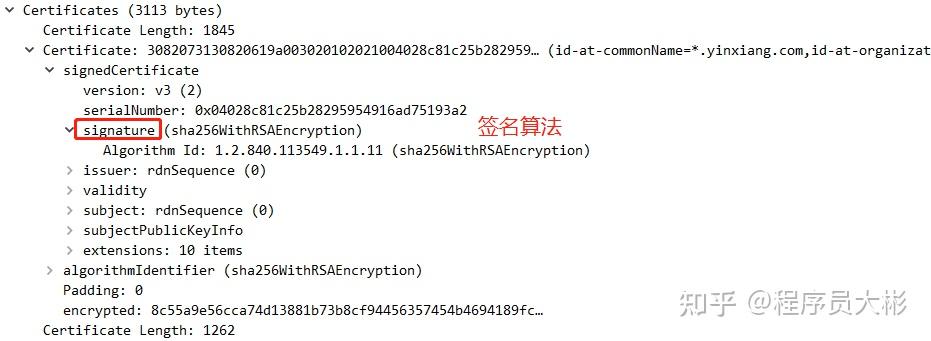 Certificates (3113 bytes)
Certificate Length: 1845
Certificate: 3082073130820619a003020102021004028c81c25b282959… (id-at-commonName=*.yinxiang.com,id-at-organizat
signedCertificate
version: v3 (2)
serialNumber: 0x04028c81c25b28295954916ad75193a2
signature (sha256WithRSAEncryption) 签名算法
Algorithm Id: 1.2.840.113549.1.1.11 (sha256WithRSAEncryption)
issuer: rdnSequence (0)
validity
subject: rdnSequence (0)
subjectPublicKeyInfo
extensions: 10 items
algorithmIdentifier (sha256WithRSAEncryption)
Padding: 0
encrypted: 8c55a9e56cca74d13881b73b8cf94456357454b4694189fc…
Certificate Length: 1262
知乎 @程序员大彬